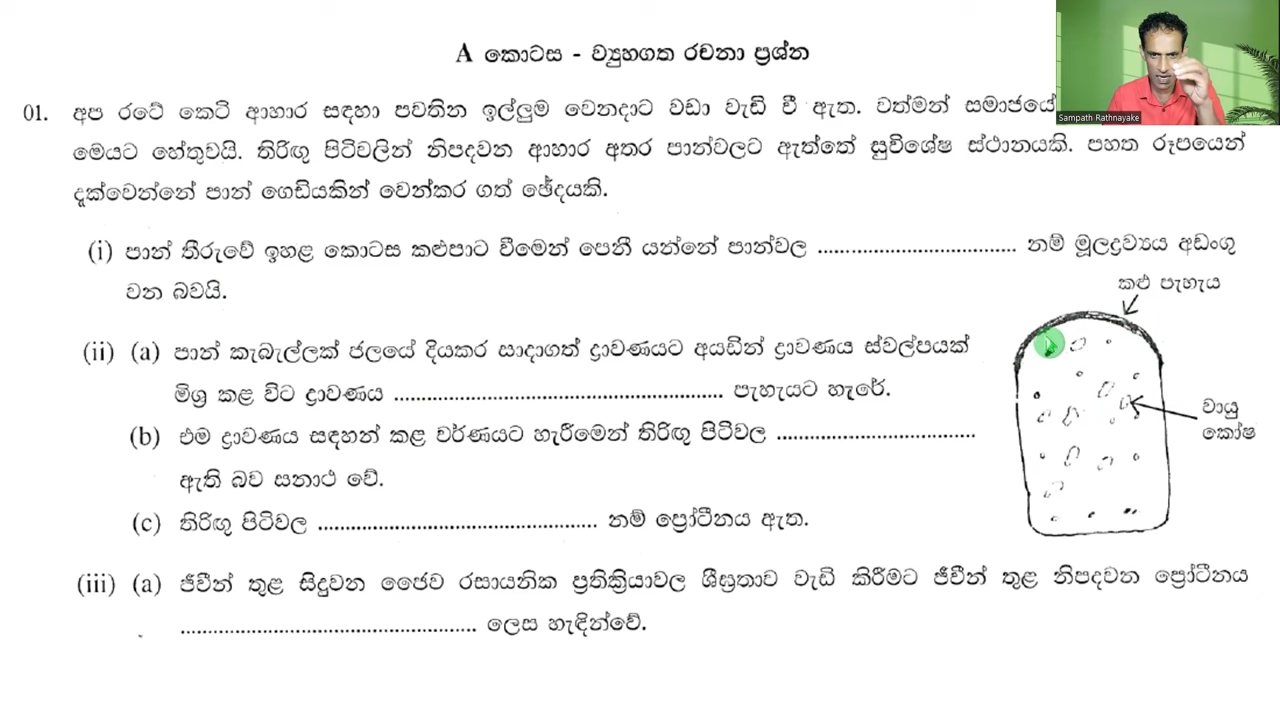 A කොටස - ව්‍යුහගත රචනා ප්‍රශ්න
Sampath Rathnayake
01. අප රටේ කෙටි ආහාර සඳහා පවතින ඉල්ලුම වෙනදාට වඩා වැඩි වී ඇත. වත්මන් සමාජයේ
මෙයට හේතුවයි. තිරිඟු පිටිවලින් නිපදවන ආහාර අතර පාන්වලට ඇත්තේ සුවිශේෂ ස්ථානයකි. පහත රූපයෙන්
දැක්වෙන්නේ පාන් ගෙඩියකින් වෙන්කර ගත් ඡේදයකි.
(i) පාන් තීරුවේ ඉහළ කොටස කළුපාට වීමෙන් පෙනී යන්නේ පාන්වල .................................... නම් මූලද්‍රව්‍යය අඩංගු
වන බවයි.
කළු පැහැය
(ii) (a) පාන් කැබැල්ලක් ජලයේ දියකර සාදාගත් ද්‍රාවණයට අයඩින් ද්‍රාවණය ස්වල්පයක්
මිශ්‍ර කළ විට ද්‍රාවණය ............................................................ පැහැයට හැරේ.
වායු
කෝෂ
(b) එම ද්‍රාවණය සඳහන් කළ වර්ණයට හැරීමෙන් තිරිඟු පිටිවල ....................................
ඇති බව සනාථ වේ.
(c) තිරිඟු පිටිවල .................................................. නම් ප්‍රෝටීනය ඇත.
(iii) (a) ජීවීන් තුළ සිදුවන ජෛව රසායනික ප්‍රතික්‍රියාවල ශීඝ්‍රතාව වැඩි කිරීමට ජීවීන් තුළ නිපදවන ප්‍රෝටීනය
..................................................... ලෙස හැඳින්වේ.